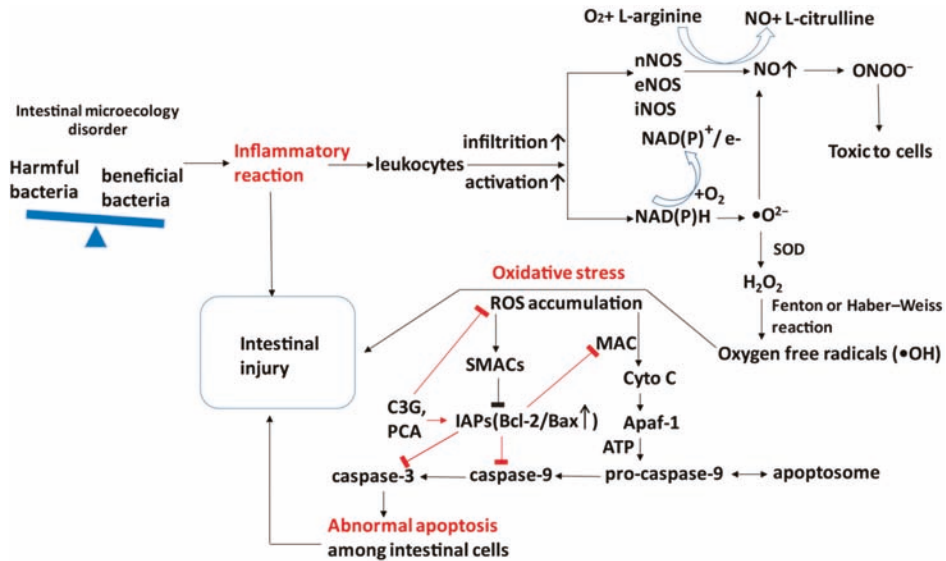 O₂+ L-arginine
NO+ L-citrulline
nNOS
eNOS
iNOS
NO↑
ONOO⁻
Toxic to cells
Intestinal microecology
disorder
Harmful
bacteria
beneficial
bacteria
Inflammatory
reaction
leukocytes
infiltrition↑
activation↑
NAD(P)⁺/ e-
+O₂
NAD(P)H
•O²⁻
SOD
H₂O₂
Fenton or Haber–Weiss
reaction
Oxygen free radicals (•OH)
Oxidative stress
ROS accumulation
Intestinal
injury
MAC
SMACs
Cyto C
C3G,
PCA
IAPs(Bcl-2/Bax↑)
Apaf-1
ATP
caspase-3
caspase-9
pro-caspase-9
apoptosome
Abnormal apoptosis
among intestinal cells